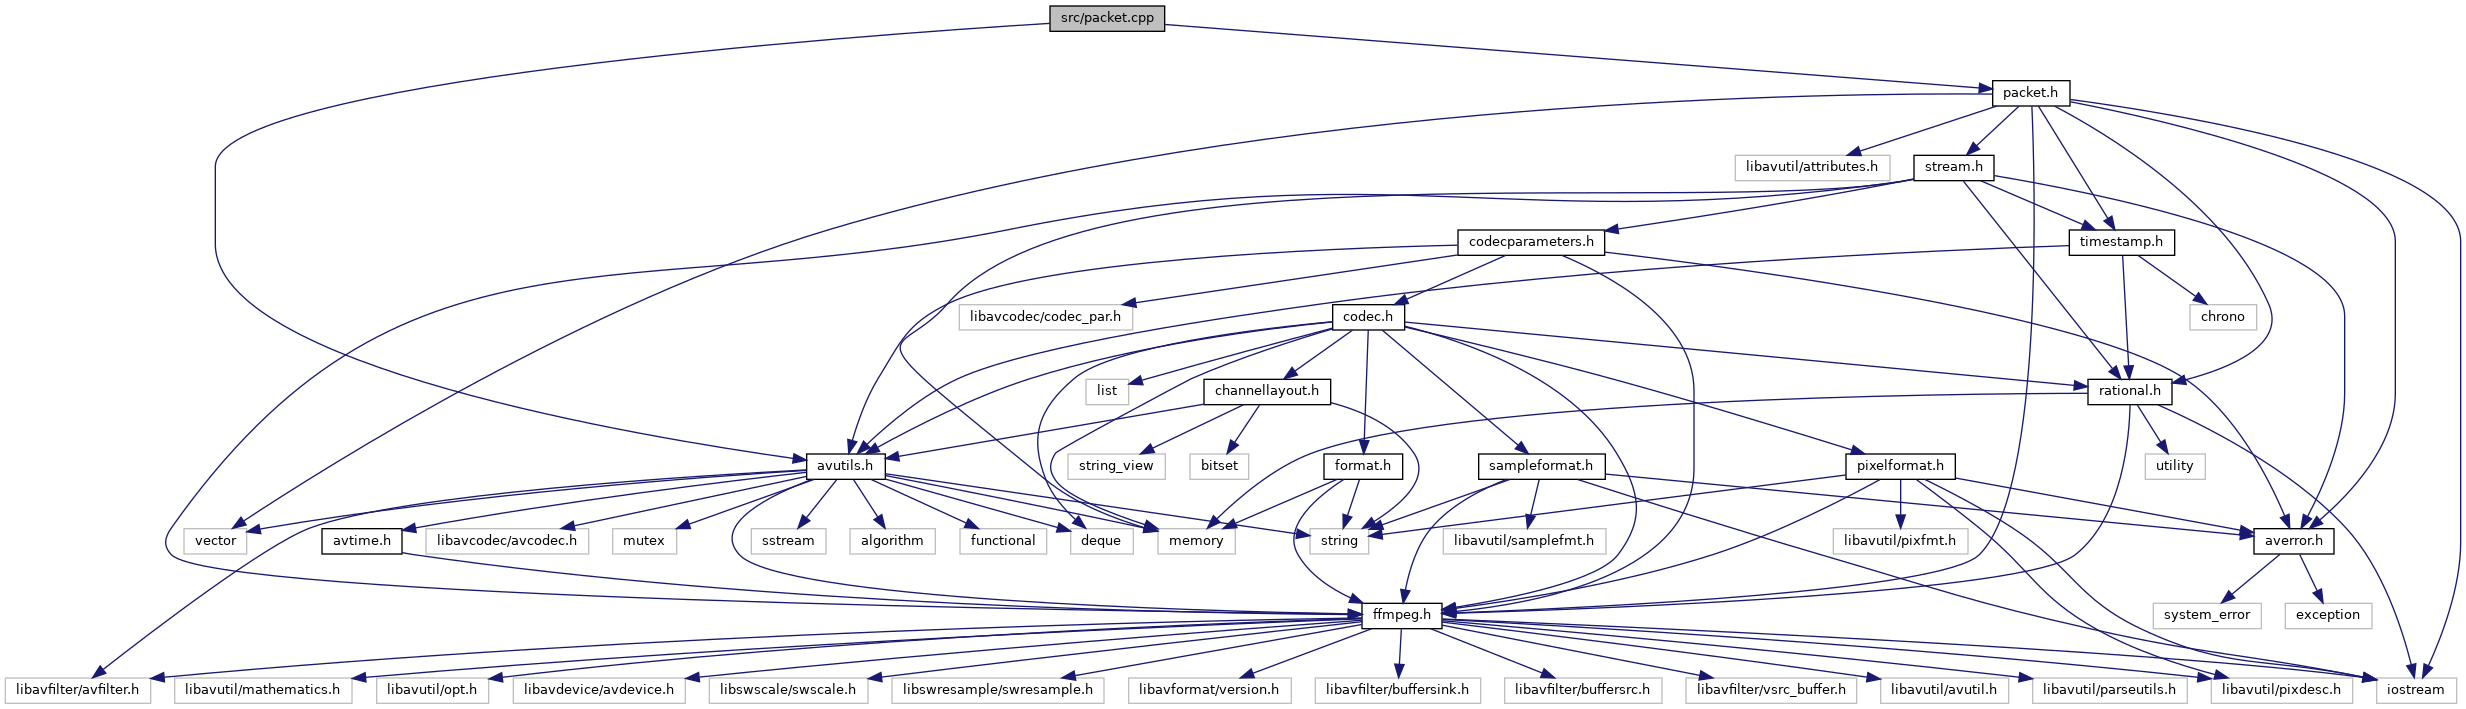 src/packet.cpp
packet.h
libavutil/attributes.h
stream.h
codecparameters.h
timestamp.h
libavcodec/codec_par.h
codec.h
chrono
list
channellayout.h
rational.h
avutils.h
string_view
bitset
format.h
sampleformat.h
pixelformat.h
utility
vector
avtime.h
libavcodec/avcodec.h
mutex
sstream
algorithm
functional
deque
memory
string
libavutil/samplefmt.h
libavutil/pixfmt.h
averror.h
ffmpeg.h
system_error
exception
libavfilter/avfilter.h
libavutil/mathematics.h
libavutil/opt.h
libavdevice/avdevice.h
libswscale/swscale.h
libswresample/swresample.h
libavformat/version.h
libavfilter/buffersink.h
libavfilter/buffersrc.h
libavfilter/vsrc_buffer.h
libavutil/avutil.h
libavutil/parseutils.h
libavutil/pixdesc.h
iostream